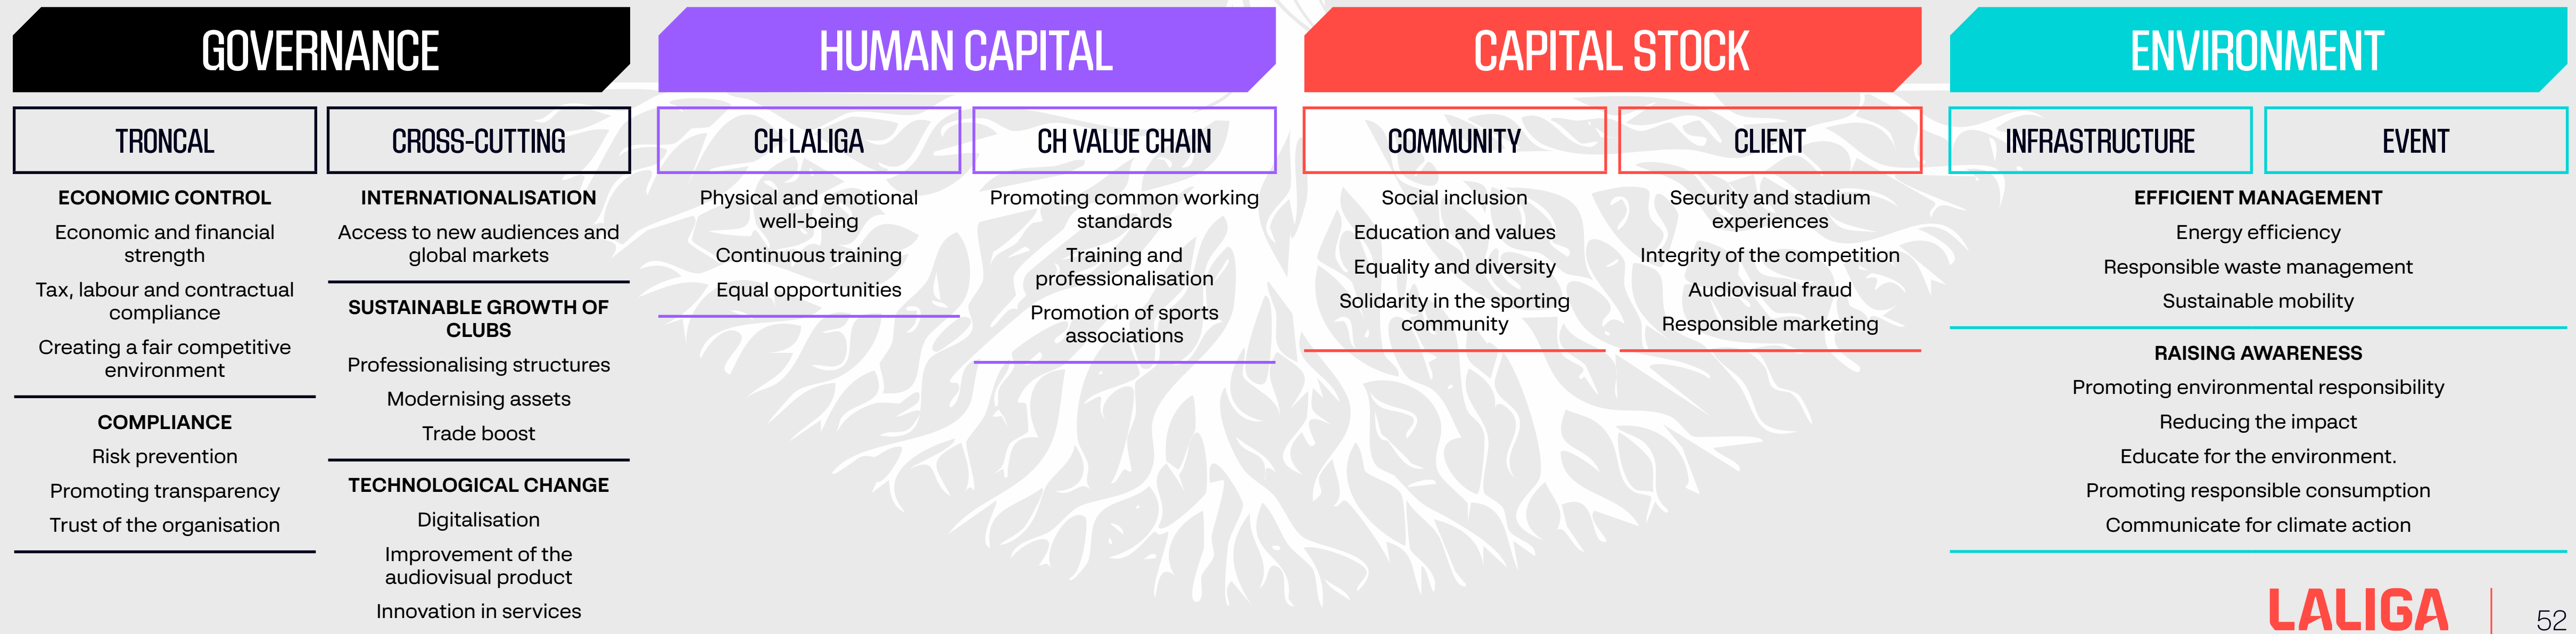 GOVERNANCE
TRONCAL
ECONOMIC CONTROL
Economic and financial
strength
Tax, labour and contractual
compliance
Creating a fair competitive
environment
COMPLIANCE
Risk prevention
Promoting transparency
Trust of the organisation
CROSS-CUTTING
INTERNATIONALISATION
Access to new audiences and
global markets
SUSTAINABLE GROWTH OF
CLUBS
Professionalising structures
Modernising assets
Trade boost
TECHNOLOGICAL CHANGE
Digitalisation
Improvement of the
audiovisual product
Innovation in services
HUMAN CAPITAL
CH LALIGA
Physical and emotional
well-being
Continuous training
Equal opportunities
CH VALUE CHAIN
Promoting common working
standards
Training and
professionalisation
Promotion of sports
associations
CAPITAL STOCK
COMMUNITY
Social inclusion
Education and values
Equality and diversity
Solidarity in the sporting
community
CLIENT
Security and stadium
experiences
Integrity of the competition
Audiovisual fraud
Responsible marketing
ENVIRONMENT
INFRASTRUCTURE
EVENT
EFFICIENT MANAGEMENT
Energy efficiency
Responsible waste management
Sustainable mobility
RAISING AWARENESS
Promoting environmental responsibility
Reducing the impact
Educate for the environment.
Promoting responsible consumption
Communicate for climate action
LALIGA
52